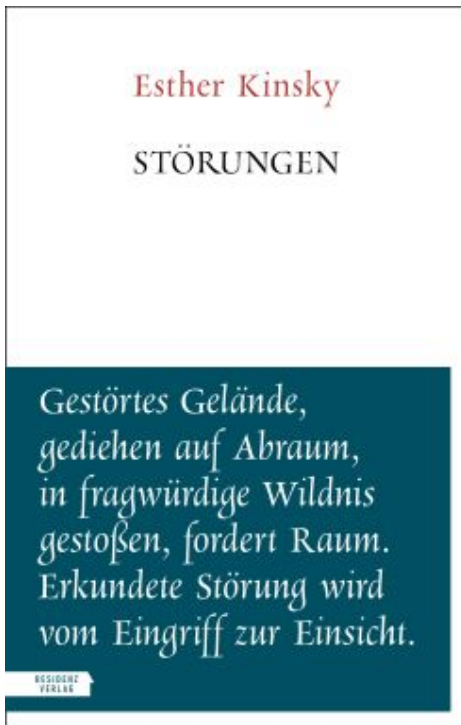 Esther Kinsky
STÖRUNGEN
Gestörtes Gelände,
gediehen auf Abraum,
in fragwürdige Wildnis
gestoßen, fordert Raum.
Erkundete Störung wird
vom Eingriff zur Einsicht.
RESIDENZ
VERLAG